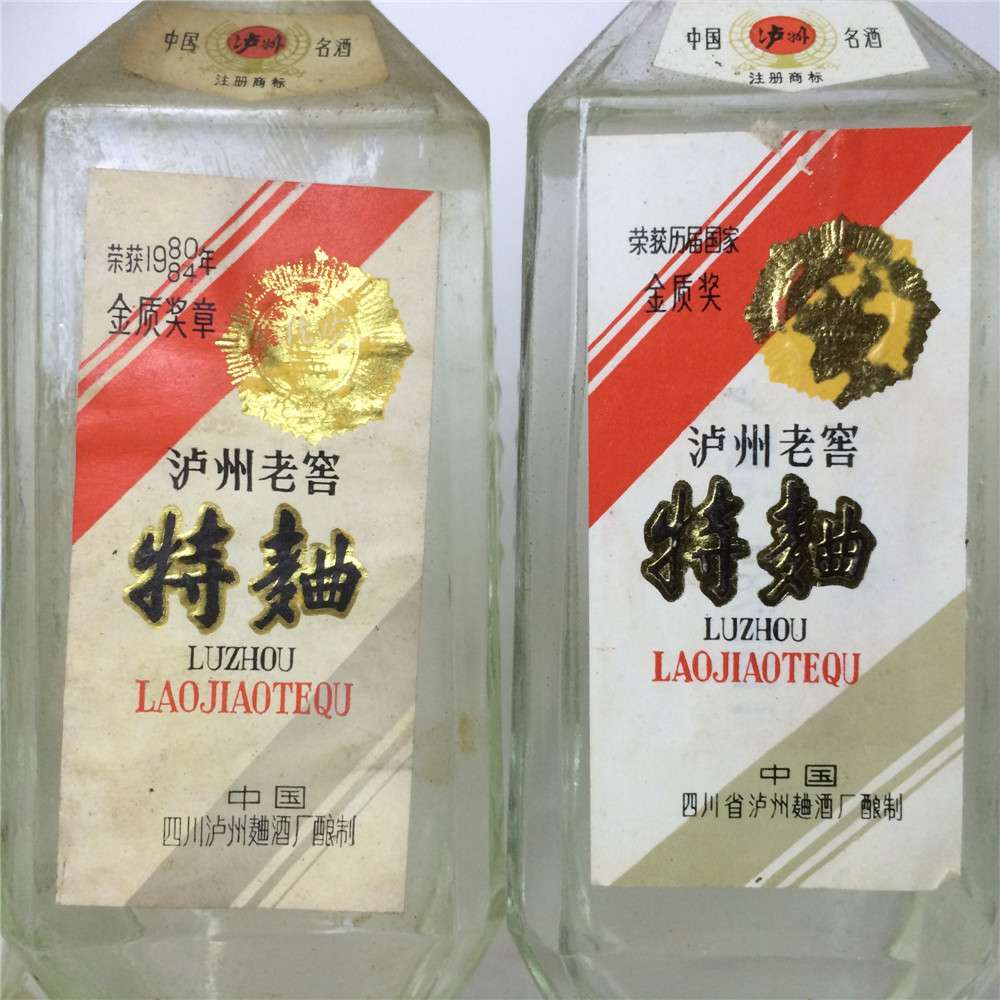 中国 泸州 名酒
注册商标
荣获1980 84年
金质奖章
泸州老窖
特麯
LUZHOU
LAOJIAOTEQU
中国
四川泸州麯酒厂酿制
中国 泸州 名酒
注册商标
荣获历届国家
金质奖
泸州老窖
特麯
LUZHOU
LAOJIAOTEQU
中国
四川省泸州麯酒厂酿制